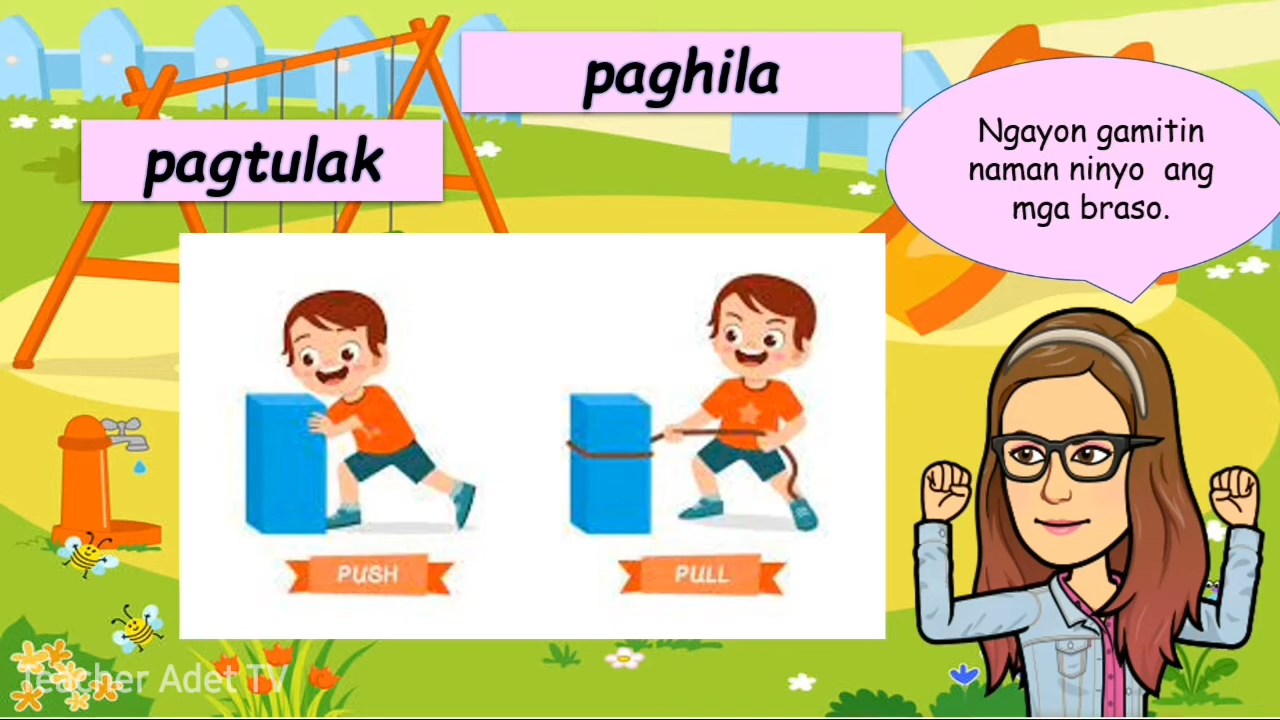 paghila
pagtulak
Ngayon gamitin
naman ninyo ang
mga braso.
PUSH
PULL
Teacher Adet TV